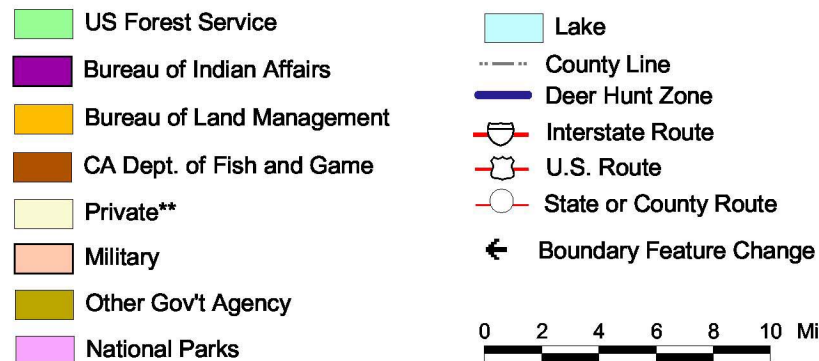 US Forest Service
Bureau of Indian Affairs
Bureau of Land Management
CA Dept. of Fish and Game
Private**
Military
Other Gov't Agency
National Parks
Lake
County Line
Deer Hunt Zone
Interstate Route
U.S. Route
State or County Route
Boundary Feature Change
0 2 4 6 8 10 Mi